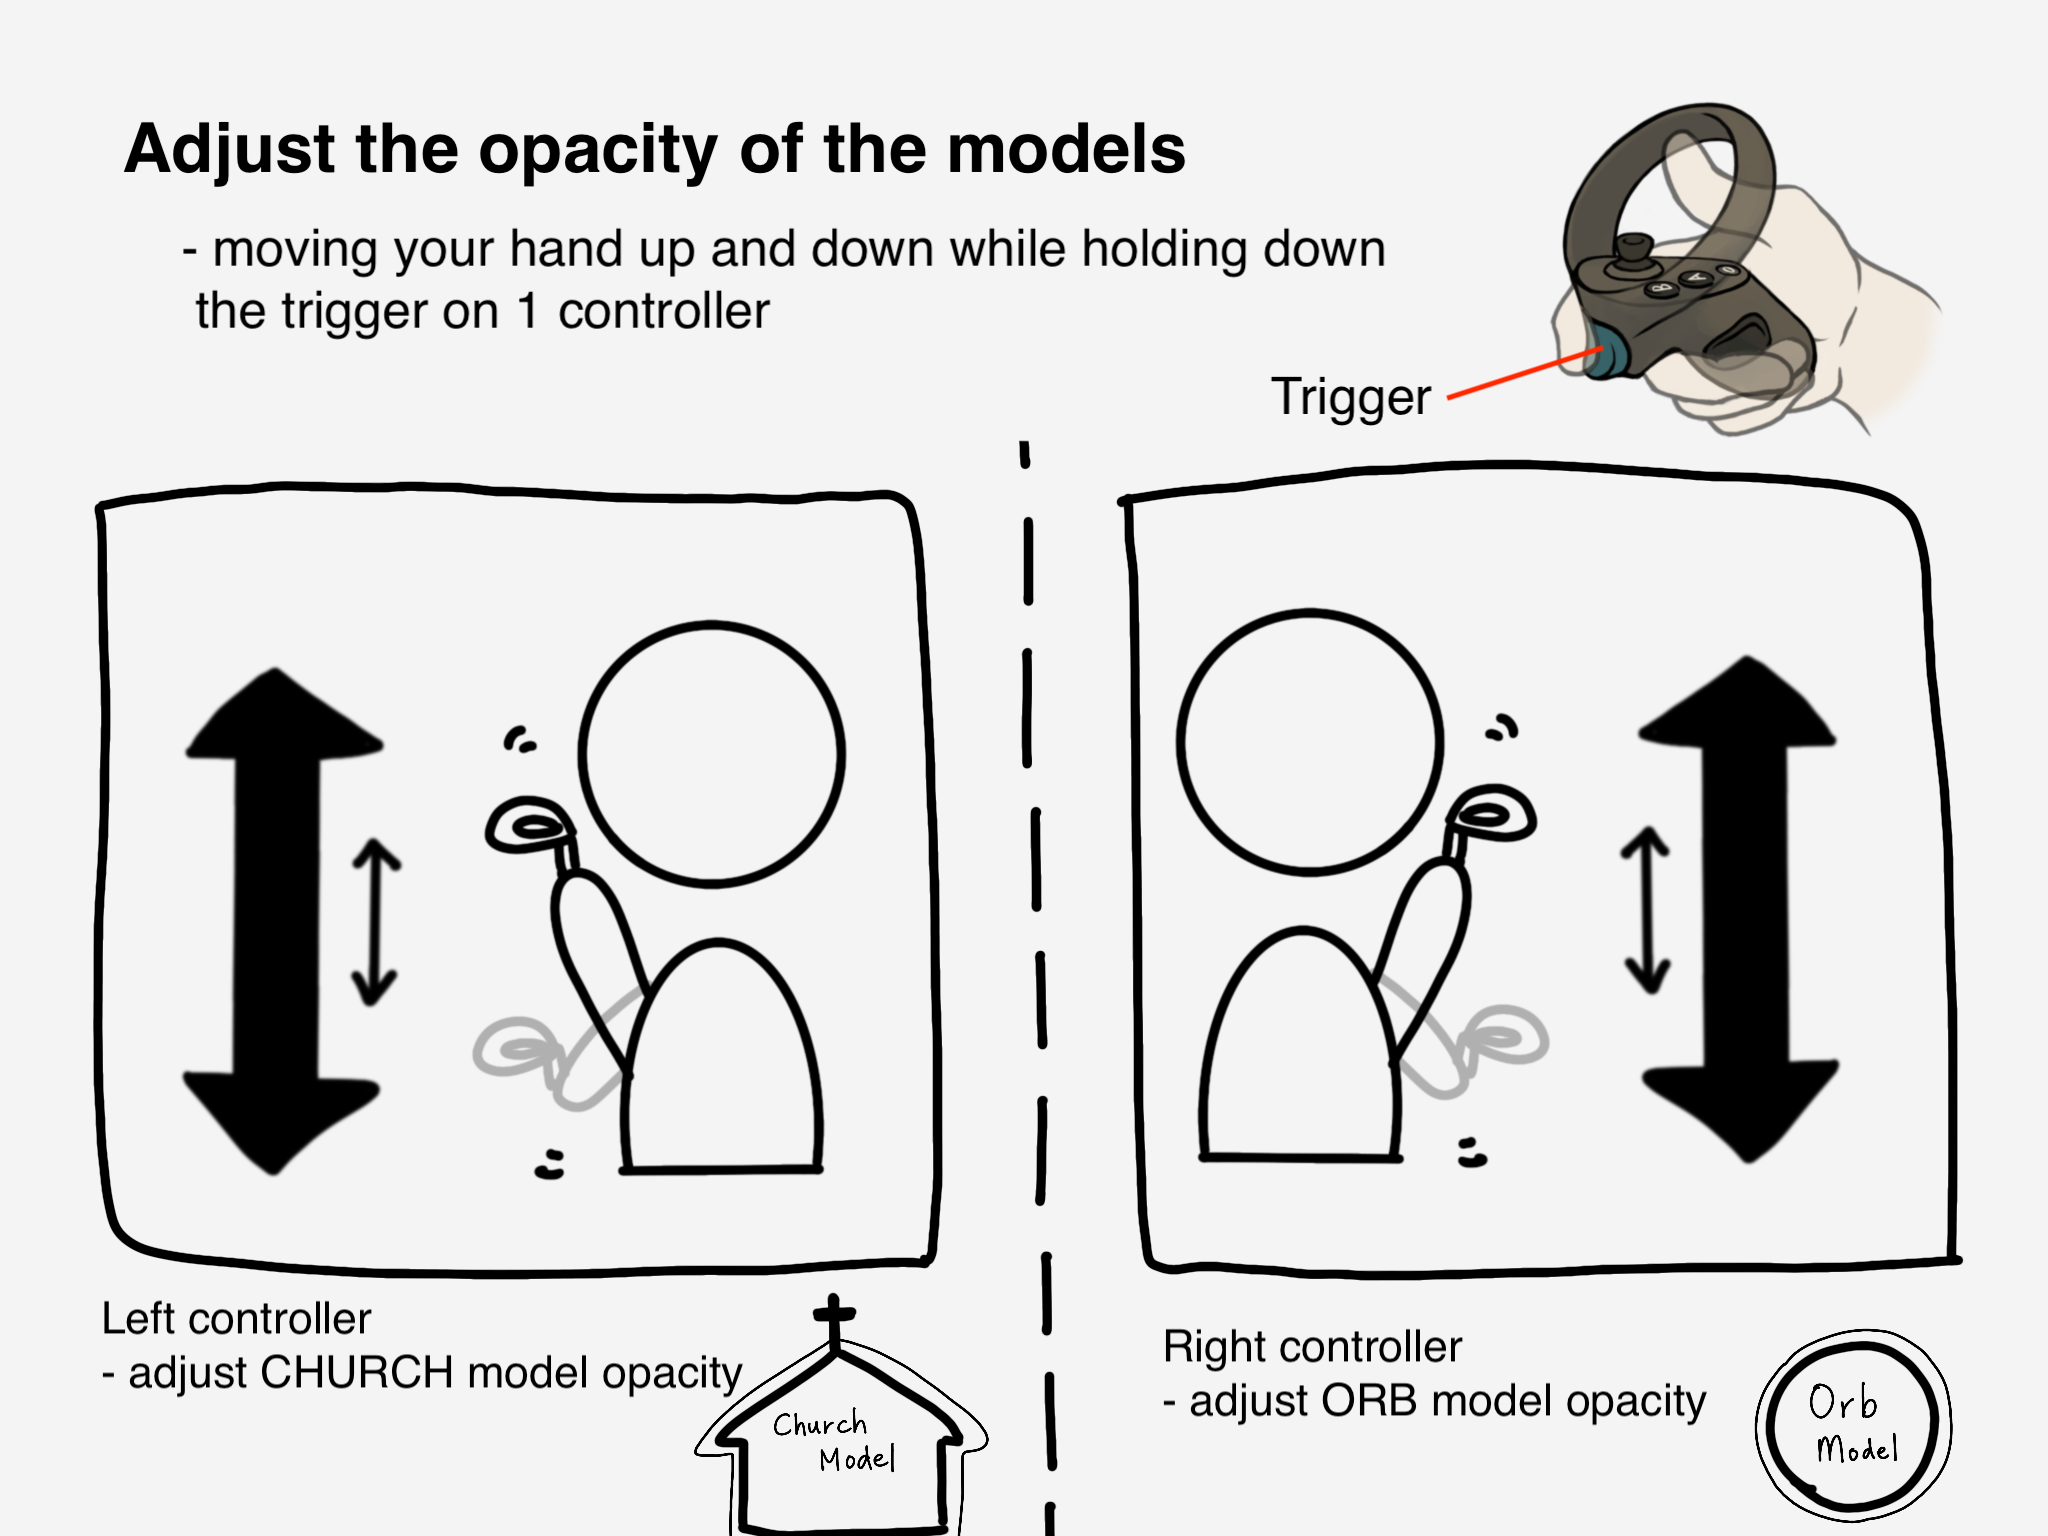 Adjust the opacity of the models
- moving your hand up and down while holding down
the trigger on 1 controller
B A O
Trigger
Left controller
- adjust CHURCH model opacity
Church
Model
Right controller
- adjust ORB model opacity
Orb
Model